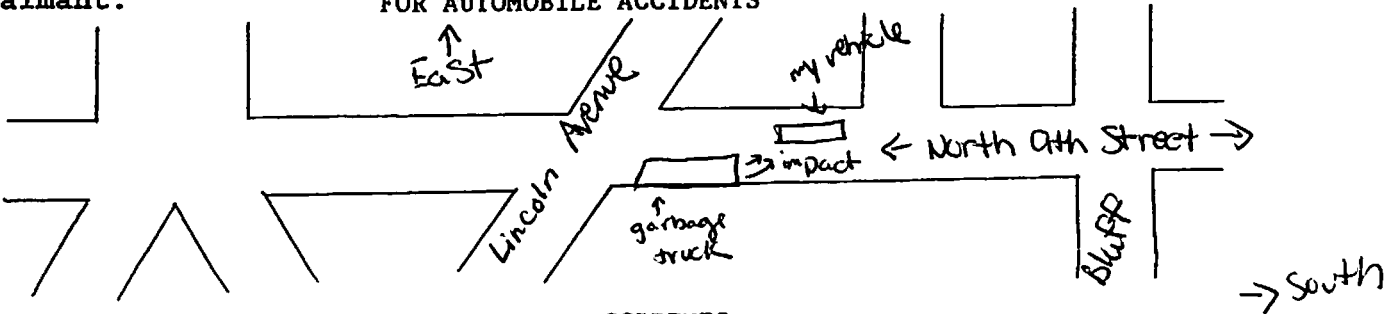 aimant. FOR AUTOMOBILE ACCIDENTS
East
my vehicle
Lincoln Avenue
← North 9th Street →
impact
garbage
truck
Bluff
→ South